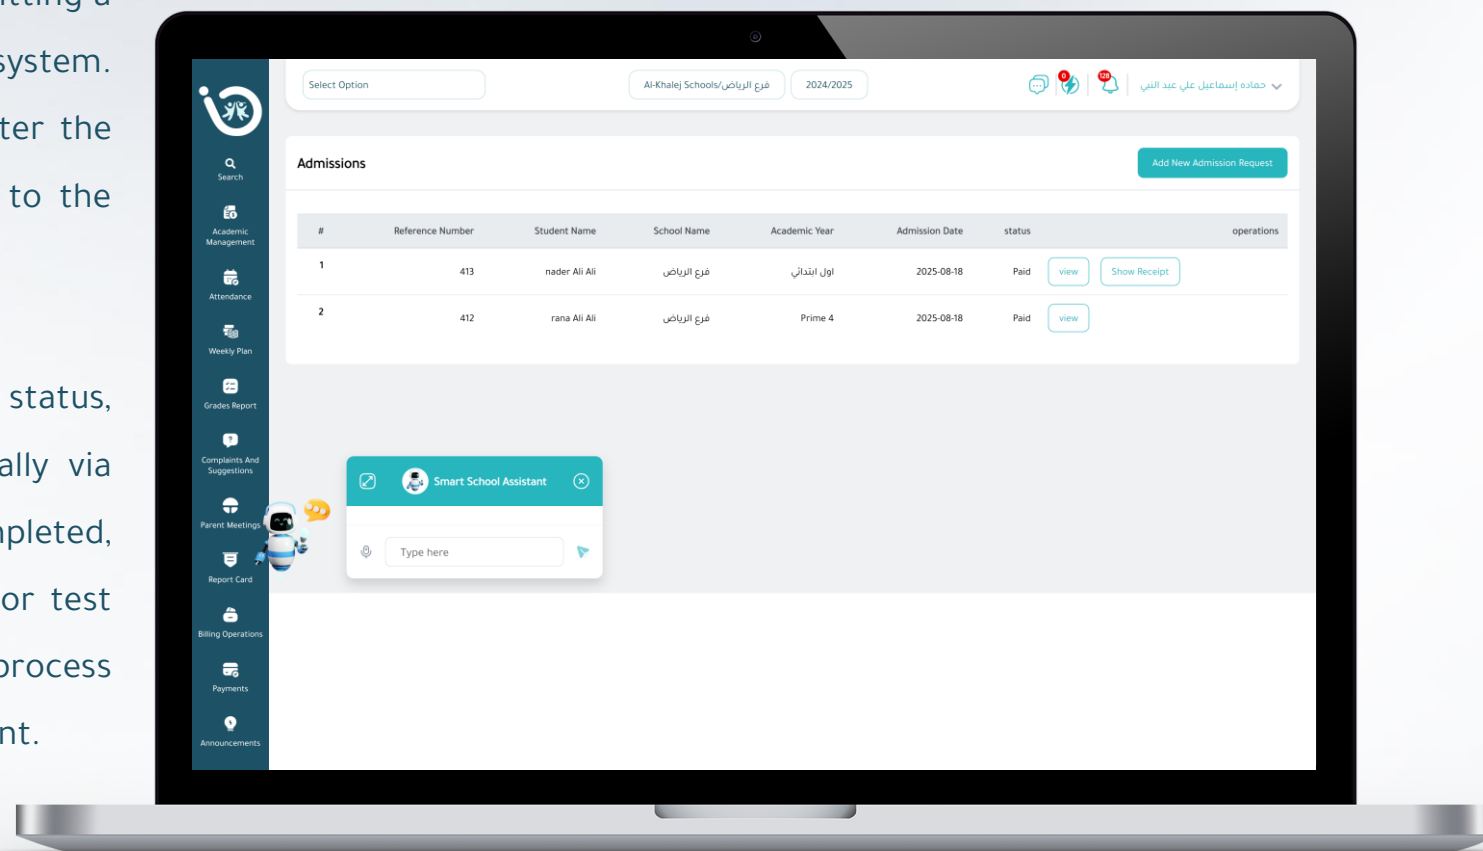 system.
ter the
to the
status,
ally via
npleted,
or test
process
nt.
Select Option
Al-Khalej Schools/فرع الرياض
2024/2025
0
128
حماده إسماعيل علي عبد النبي
Search
Academic
Management
Attendance
Weekly Plan
Grades Report
Complaints And
Suggestions
Parent Meetings
Report Card
Billing Operations
Payments
Announcements
Admissions
Add New Admission Request
# Reference Number Student Name School Name Academic Year Admission Date status operations
1 413 nader Ali Ali فرع الرياض اول ابتدائي 2025-08-18 Paid view Show Receipt
2 412 rana Ali Ali فرع الرياض Prime 4 2025-08-18 Paid view
Smart School Assistant
Type here